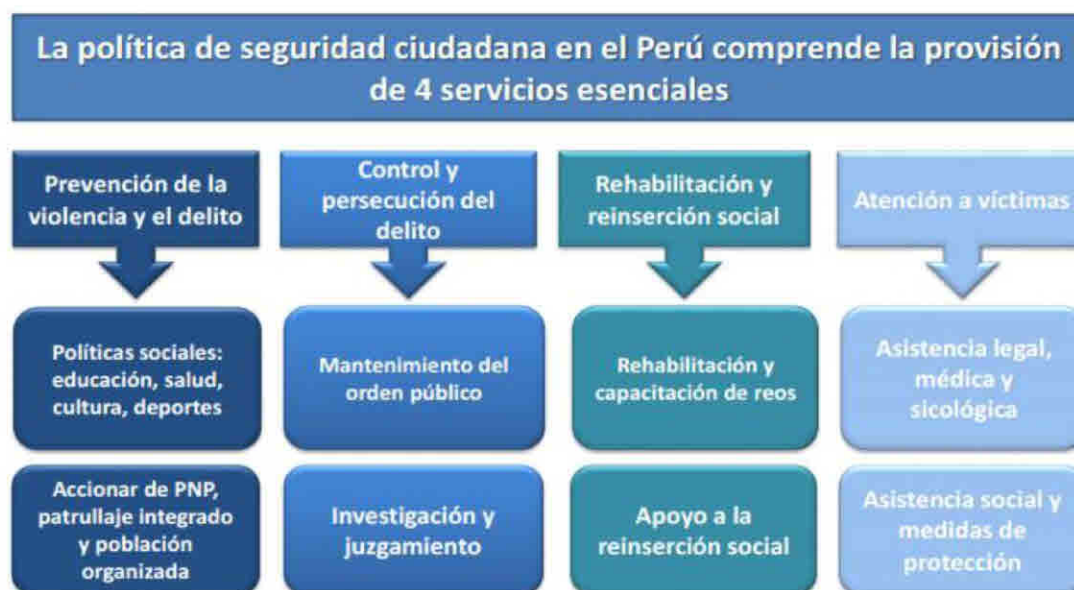 La política de seguridad ciudadana en el Perú comprende la provisión
de 4 servicios esenciales
Prevención de la
violencia y el delito
Control y
persecución del
delito
Rehabilitación y
reinserción social
Atención a víctimas
Políticas sociales:
educación, salud,
cultura, deportes
Mantenimiento del
orden público
Rehabilitación y
capacitación de reos
Asistencia legal,
médica y
sicológica
Accionar de PNP,
patrullaje integrado
y población
organizada
Investigación y
juzgamiento
Apoyo a la
reinserción social
Asistencia social y
medidas de
protección